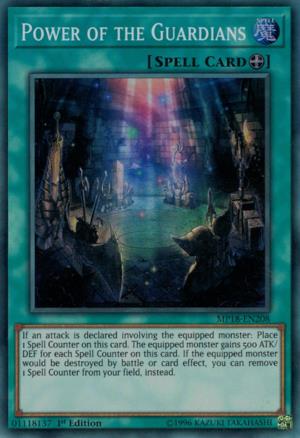 POWER OF THE GUARDIANS
SPELL
魔
[SPELL CARD]
MP18-EN208
If an attack is declared involving the equipped monster: Place
1 Spell Counter on this card. The equipped monster gains 500 ATK/
DEF for each Spell Counter on this card. If the equipped monster
would be destroyed by battle or card effect, you can remove
1 Spell Counter from your field, instead.
01118137 1st Edition ©1996 KAZUKI TAKAHASHI